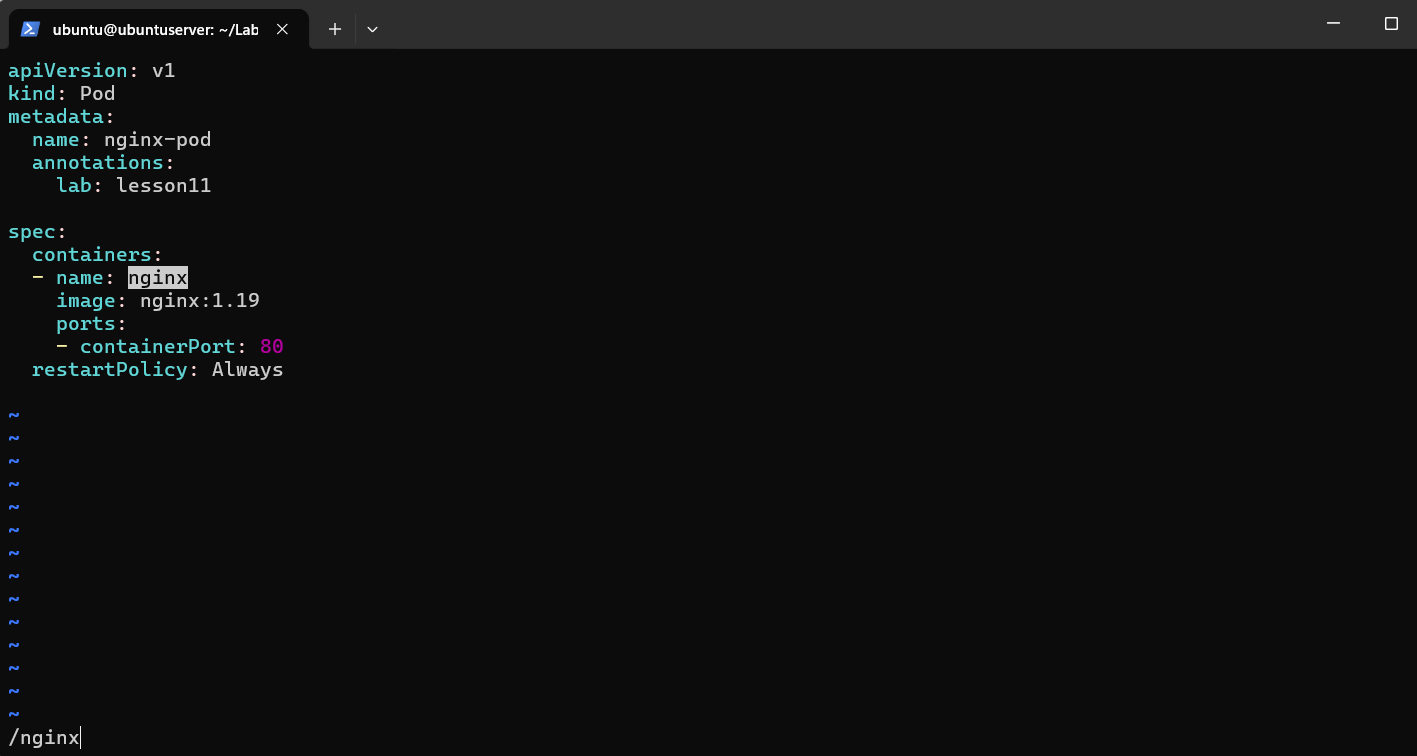 ubuntu@ubuntuserver: ~/Lab
apiVersion: v1
kind: Pod
metadata:
  name: nginx-pod
  annotations:
    lab: lesson11

spec:
  containers:
  - name: nginx
    image: nginx:1.19
    ports:
    - containerPort: 80
  restartPolicy: Always

~
~
~
~
~
~
~
~
~
~
~
~
~
~
/nginx